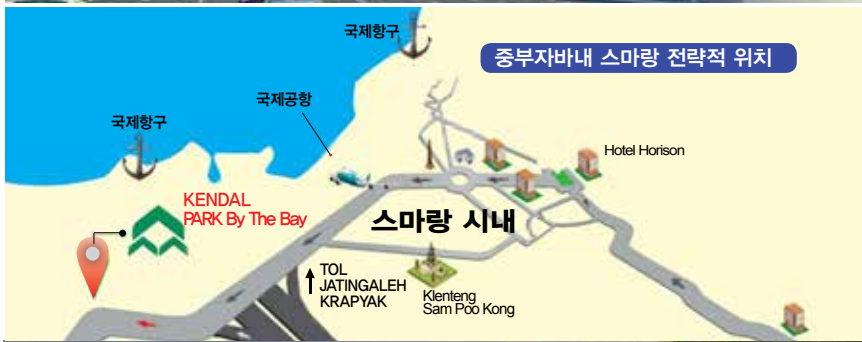 국제항구
중부자바내 스마랑 전략적 위치
국제공항
국제항구
Hotel Horison
KENDAL
PARK By The Bay
스마랑 시내
TOL
JATINGALEH
KRAPYAK
Klenteng
Sam Poo Kong